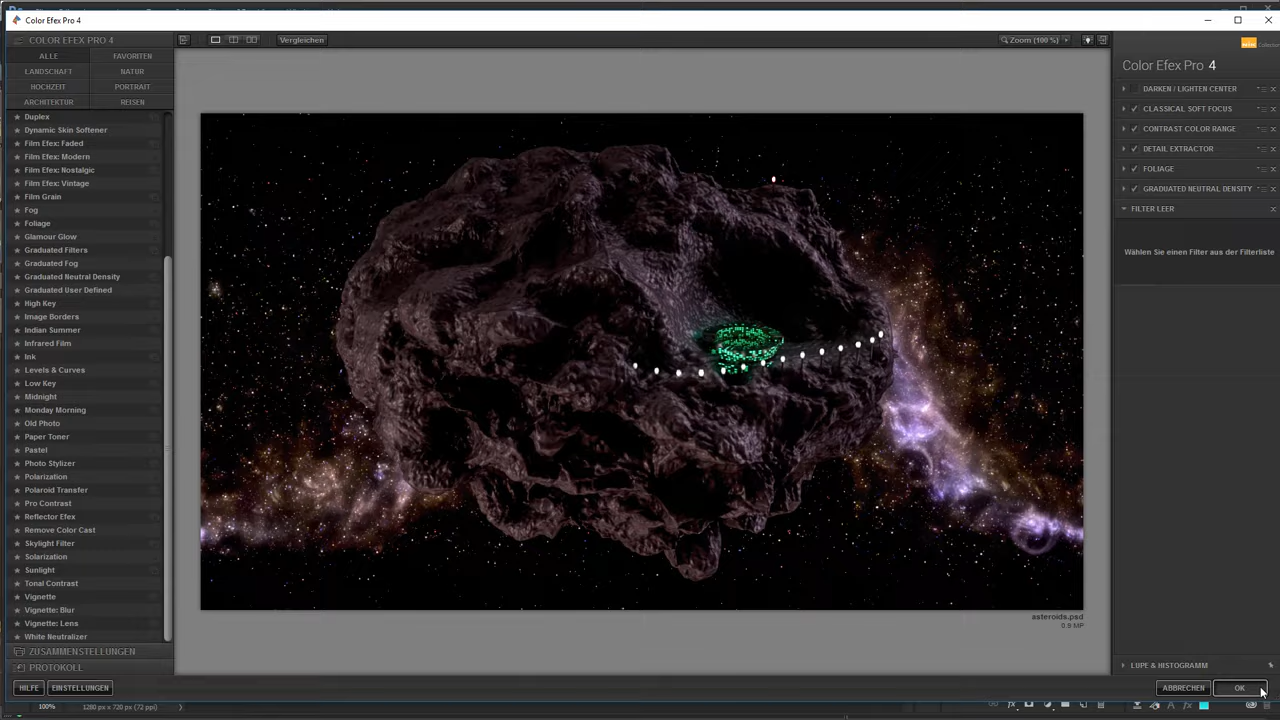 Color Efex Pro 4
COLOR EFEX PRO 4
ALLE
FAVORITEN
LANDSCHAFT
NATUR
HOCHZEIT
PORTRAIT
ARCHITEKTUR
REISEN
Duplex
Dynamic Skin Softener
Film Efex: Faded
Film Efex: Modern
Film Efex: Nostalgic
Film Efex: Vintage
Film Grain
Fog
Foliage
Glamour Glow
Graduated Filters
Graduated Fog
Graduated Neutral Density
Graduated User Defined
High Key
Image Borders
Indian Summer
Infrared Film
Ink
Levels & Curves
Low Key
Midnight
Monday Morning
Old Photo
Paper Toner
Pastel
Photo Stylizer
Polarization
Polaroid Transfer
Pro Contrast
Reflector Efex
Remove Color Cast
Skylight Filter
Solarization
Sunlight
Tonal Contrast
Vignette
Vignette: Blur
Vignette: Lens
White Neutralizer
ZUSAMMENSTELLUNGEN
PROTOKOLL
HILFE
EINSTELLUNGEN
Vergleichen
Zoom (100 %)
asteroids.psd
0.9 MP
Color Efex Pro 4
DARKEN / LIGHTEN CENTER
CLASSICAL SOFT FOCUS
CONTRAST COLOR RANGE
DETAIL EXTRACTOR
FOLIAGE
GRADUATED NEUTRAL DENSITY
FILTER LEER
Wählen Sie einen Filter aus der Filterliste
LUPE & HISTOGRAMM
ABBRECHEN
OK
100%
1280 px x 720 px (72 ppi)